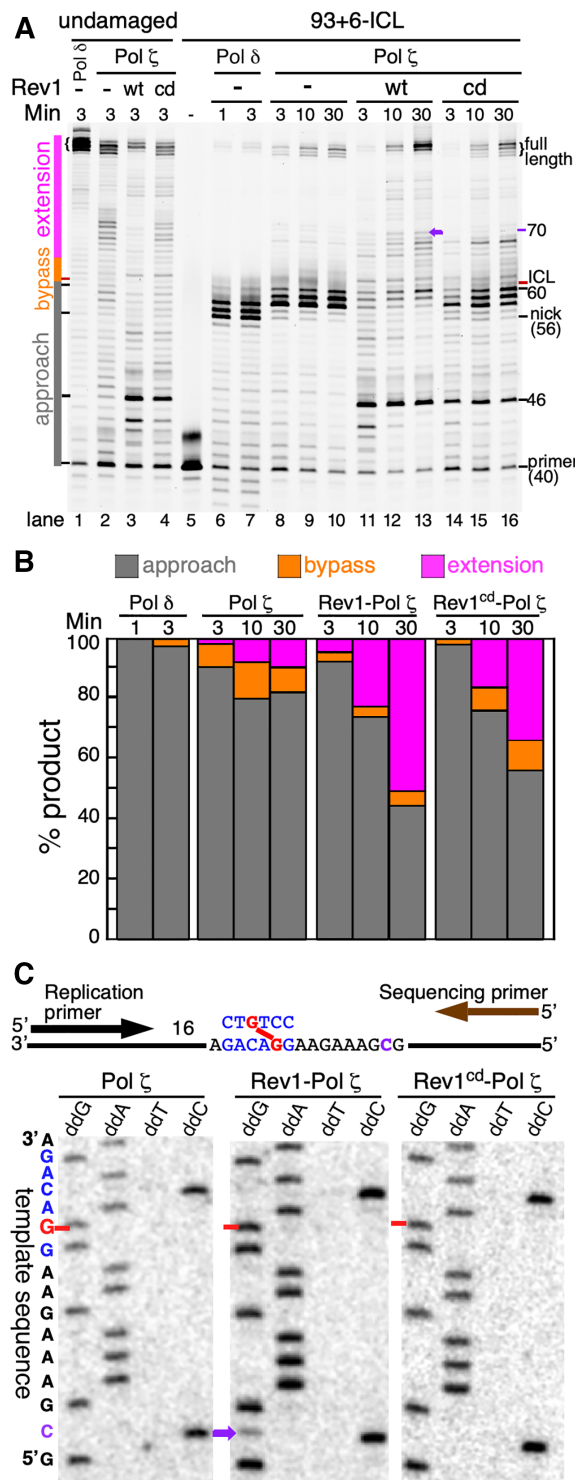 A
undamaged 93+6-ICL
Pol δ Pol ζ Pol δ Pol ζ
Rev1 - - wt cd - - wt cd
Min 3 3 3 3 - 1 3 3 10 30 3 10 30 3 10 30
extension
bypass
approach
full
length
70
ICL
60
nick
(56)
46
primer
(40)
lane 1 2 3 4 5 6 7 8 9 10 11 12 13 14 15 16
B
approach bypass extension
Pol δ Pol ζ Rev1-Pol ζ Rev1cd-Pol ζ
Min 1 3 3 10 30 3 10 30 3 10 30
% product
100
80
60
40
20
0
C
Replication
primer
Sequencing primer
5’ 16 CTGTCC 5’
3’ AGACAGGAAGAAAGCG 5’
Pol ζ Rev1-Pol ζ Rev1cd-Pol ζ
ddG ddA ddT ddC ddG ddA ddT ddC ddG ddA ddT ddC
template sequence
3’ A
G
A
C
A
G
G
A
A
G
A
A
A
G
C
5’ G